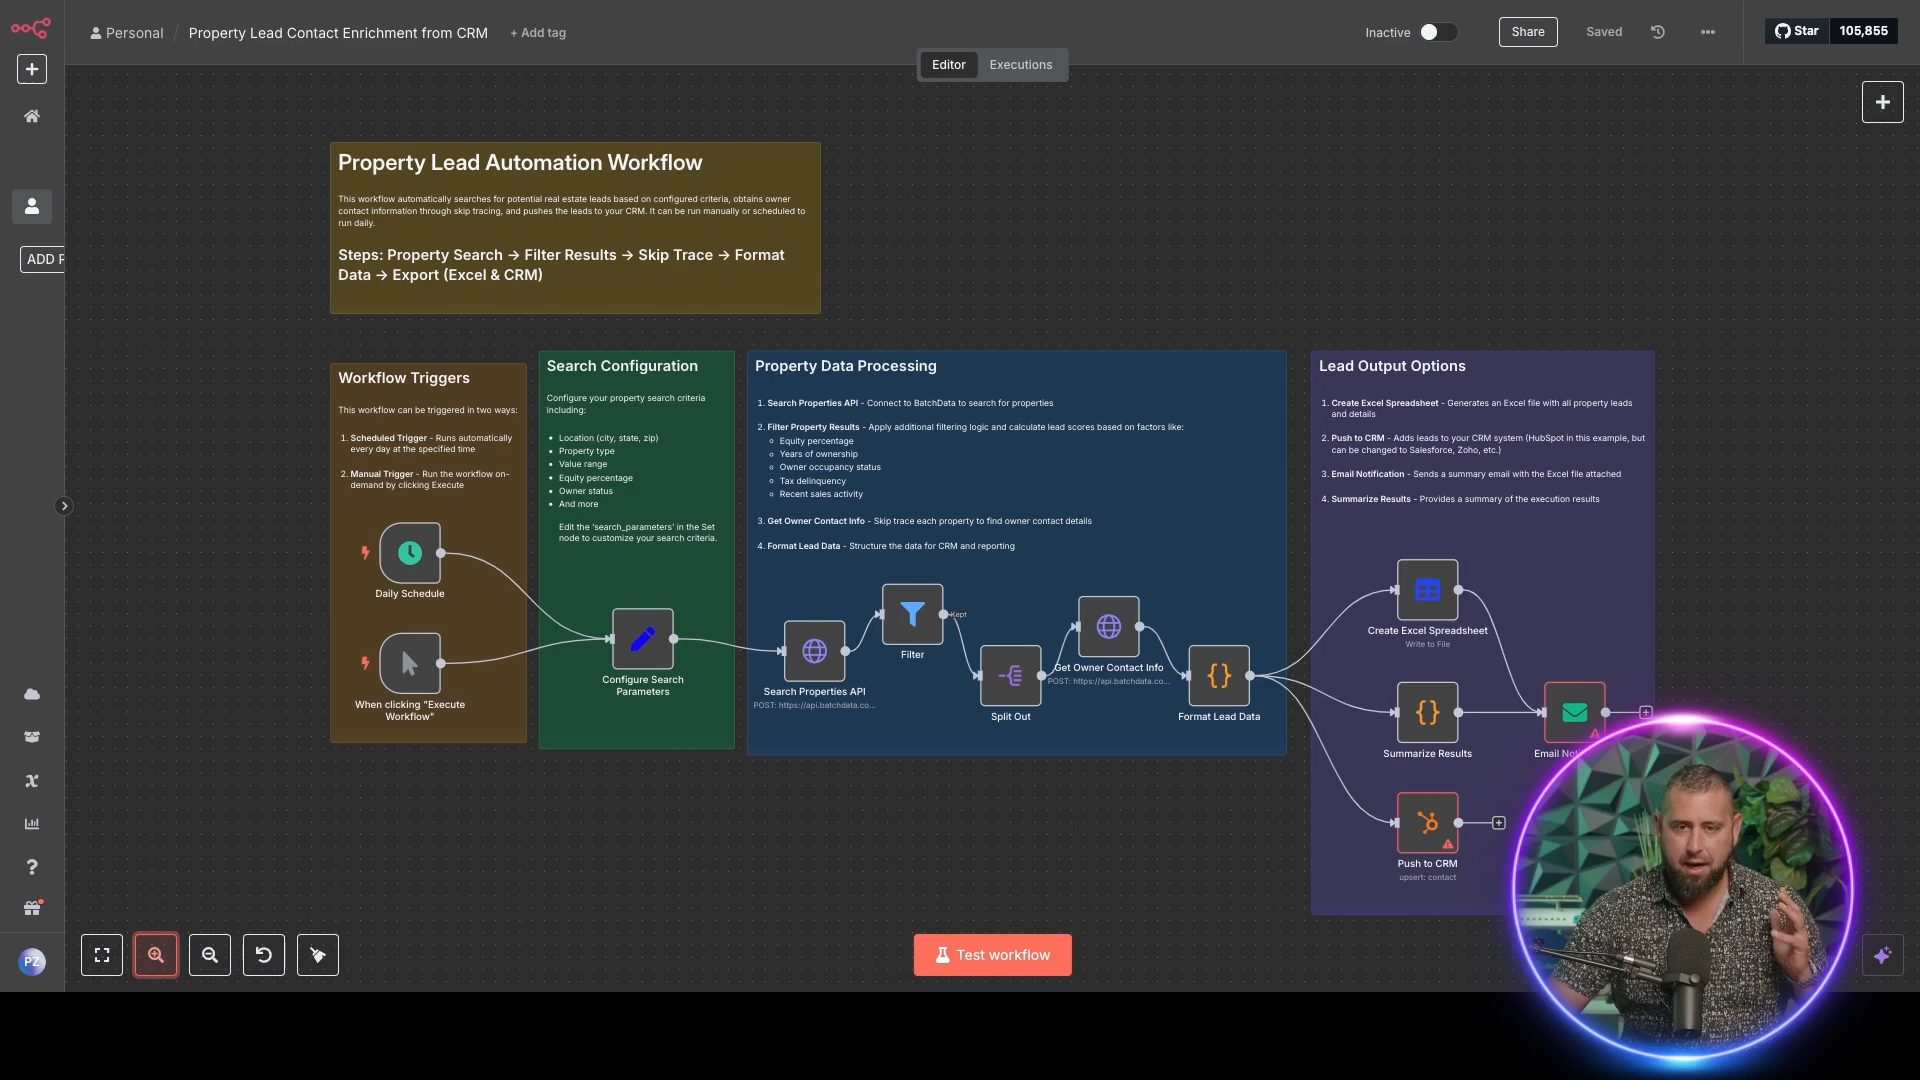 Personal / Property Lead Contact Enrichment from CRM + Add tag
Inactive
Share
Saved
Star 105,855
Editor Executions
ADD
Property Lead Automation Workflow
This workflow automatically searches for potential real estate leads based on configured criteria, obtains owner
contact information through skip tracing, and pushes the leads to your CRM. It can be run manually or scheduled to
run daily.
Steps: Property Search → Filter Results → Skip Trace → Format
Data → Export (Excel & CRM)
Workflow Triggers
This workflow can be triggered in two ways:
1. Scheduled Trigger - Runs automatically
every day at the specified time
2. Manual Trigger - Run the workflow on-
demand by clicking Execute
Daily Schedule
When clicking "Execute
Workflow"
Search Configuration
Configure your property search criteria
including:
• Location (city, state, zip)
• Property type
• Value range
• Equity percentage
• Owner status
• And more
Edit the 'search_parameters' in the Set
node to customize your search criteria.
Configure Search
Parameters
Property Data Processing
1. Search Properties API - Connect to BatchData to search for properties
2. Filter Property Results - Apply additional filtering logic and calculate lead scores based on factors like:
Equity percentage
Years of ownership
Owner occupancy status
Tax delinquency
Recent sales activity
3. Get Owner Contact Info - Skip trace each property to find owner contact details
4. Format Lead Data - Structure the data for CRM and reporting
Search Properties API
POST: https://api.batchdata.co...
Kept
Filter
Split Out
Get Owner Contact Info
POST: https://api.batchdata.co...
{}
Format Lead Data
Lead Output Options
1. Create Excel Spreadsheet - Generates an Excel file with all property leads
and details
2. Push to CRM - Adds leads to your CRM system (HubSpot in this example, but
can be changed to Salesforce, Zoho, etc.)
3. Email Notification - Sends a summary email with the Excel file attached
4. Summarize Results - Provides a summary of the execution results
Create Excel Spreadsheet
Write to File
{}
Summarize Results
Email
Push to CRM
upsert: contact
PZ
Test workflow